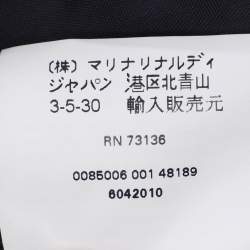 (株) マリナリナルディ
ジャパン 港区北青山
3-5-30 輸入販売元
RN 73136
0085006 001 48189
6042010